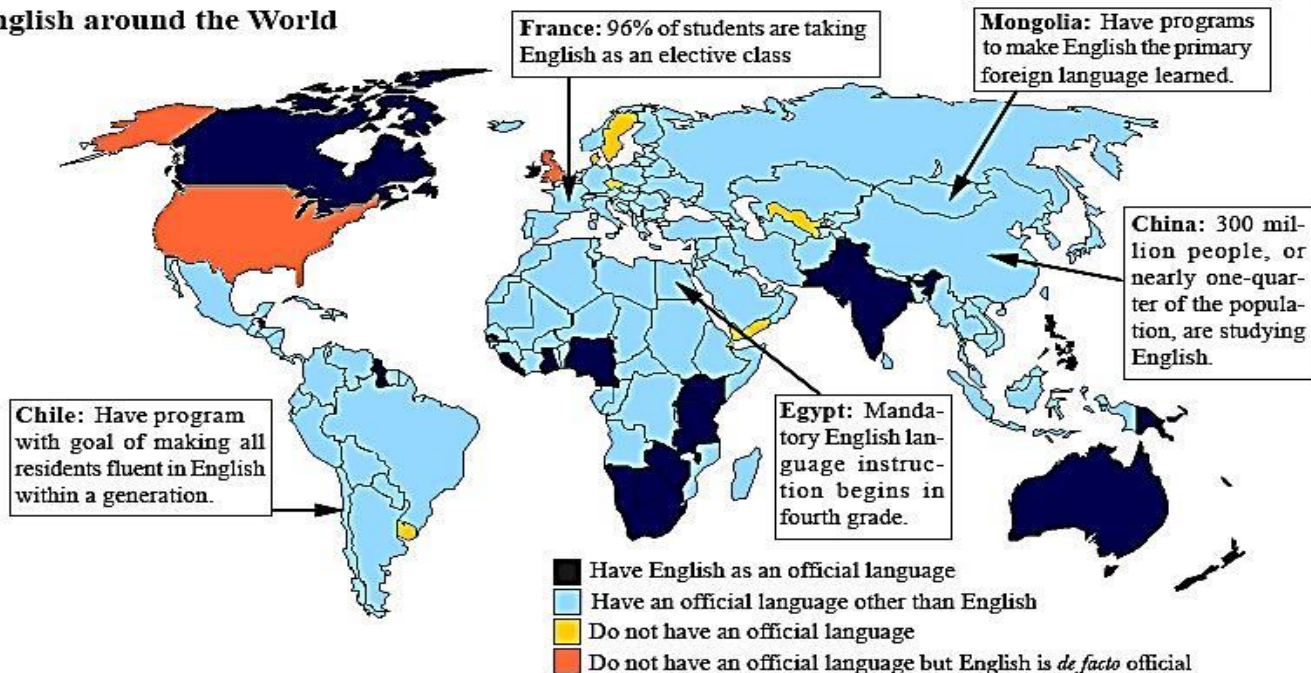 nglish around the World
France: 96% of students are taking
English as an elective class
Mongolia: Have programs
to make English the primary
foreign language learned.
China: 300 mil-
lion people, or
nearly one-quar-
ter of the popula-
tion, are studying
English.
Chile: Have program
with goal of making all
residents fluent in English
within a generation.
Egypt: Manda-
tory English lan-
guage instruc-
tion begins in
fourth grade.
Have English as an official language
Have an official language other than English
Do not have an official language
Do not have an official language but English is de facto official